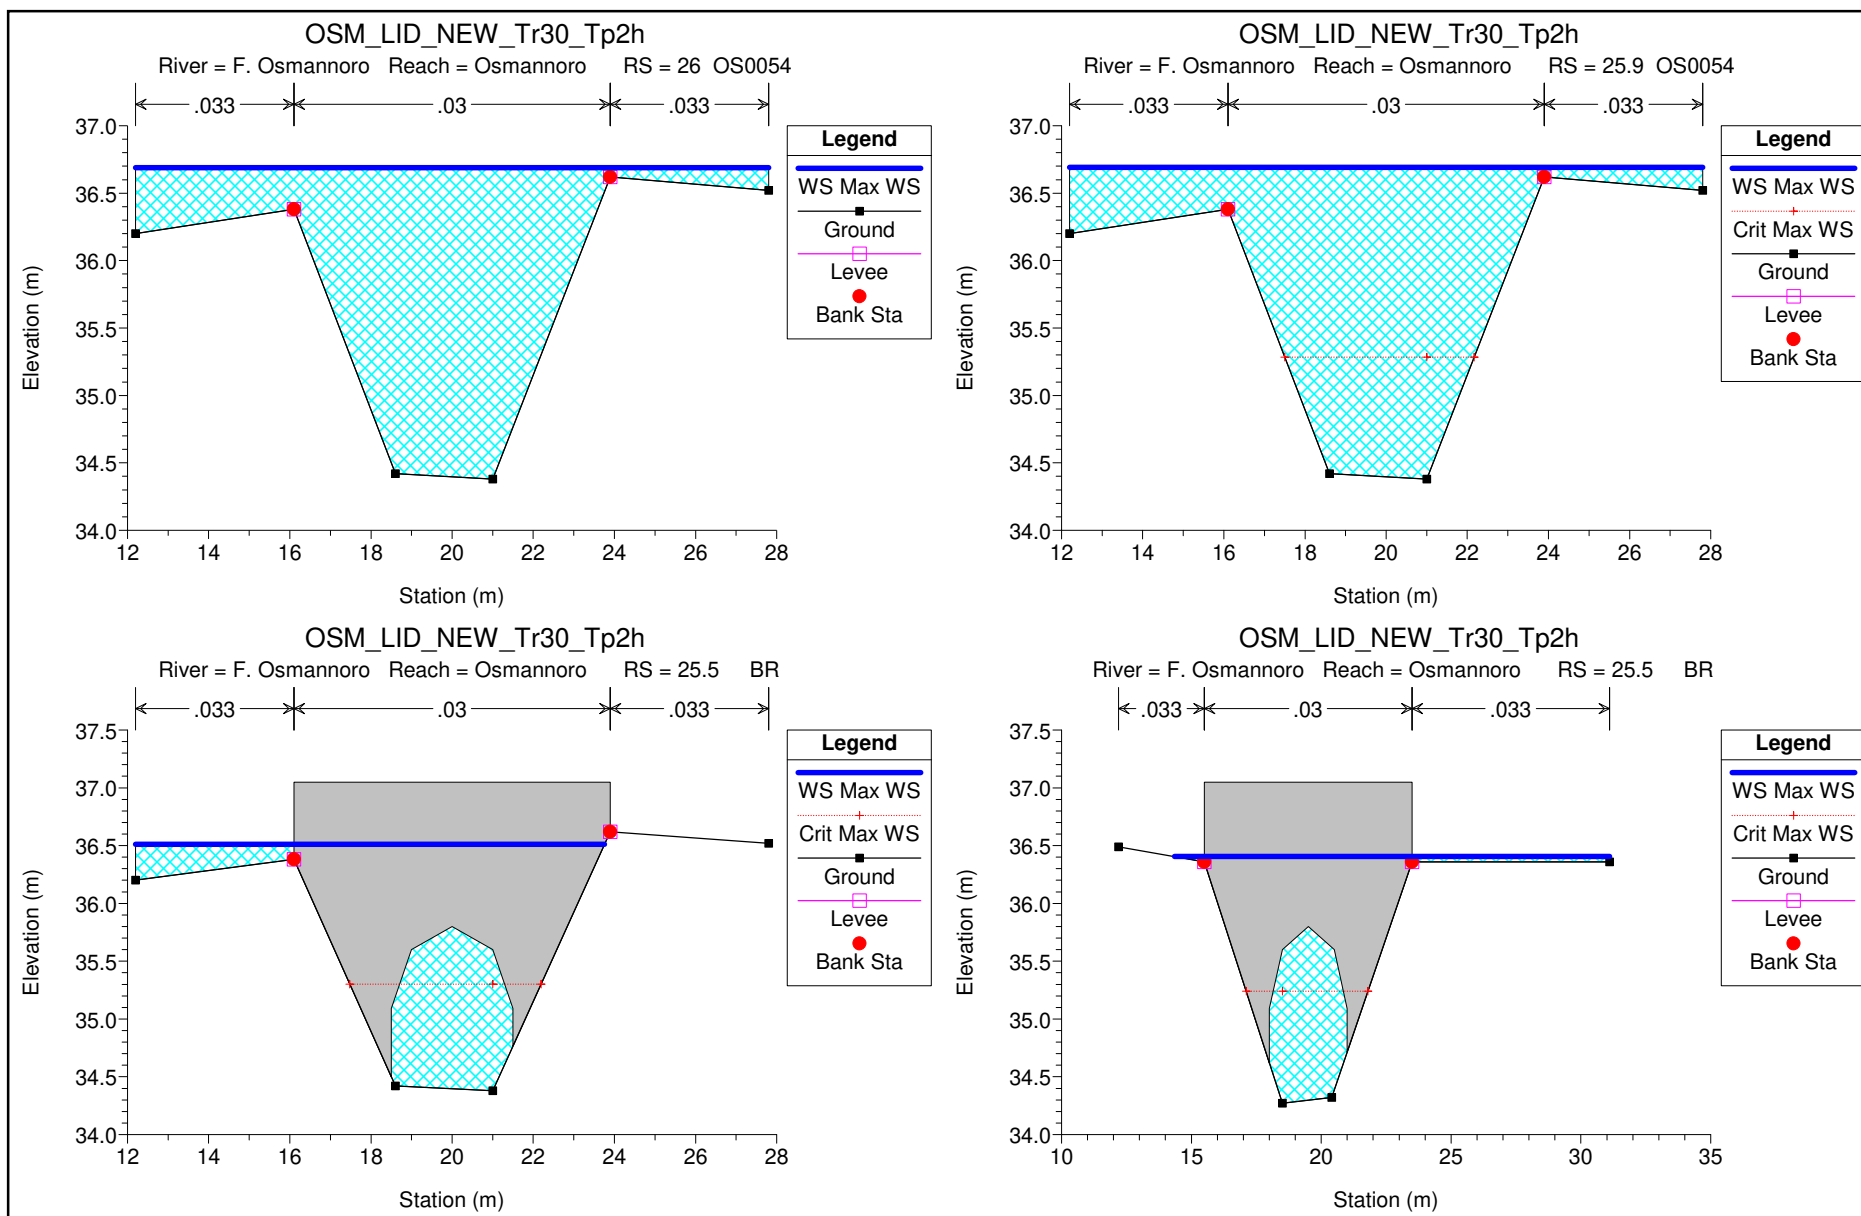 OSM_LID_NEW_Tr30_Tp2h
River = F. Osmannoro Reach = Osmannoro RS = 26 OS0054
.033 .03 .033
37.0
36.5
36.0
35.5
35.0
34.5
34.0
12 14 16 18 20 22 24 26 28
Station (m)
Elevation (m)
Legend
WS Max WS
Ground
Levee
Bank Sta
OSM_LID_NEW_Tr30_Tp2h
River = F. Osmannoro Reach = Osmannoro RS = 25.9 OS0054
.033 .03 .033
37.0
36.5
36.0
35.5
35.0
34.5
34.0
12 14 16 18 20 22 24 26 28
Station (m)
Elevation (m)
Legend
WS Max WS
Crit Max WS
Ground
Levee
Bank Sta
OSM_LID_NEW_Tr30_Tp2h
River = F. Osmannoro Reach = Osmannoro RS = 25.5 BR
.033 .03 .033
37.5
37.0
36.5
36.0
35.5
35.0
34.5
34.0
12 14 16 18 20 22 24 26 28
Station (m)
Elevation (m)
Legend
WS Max WS
Crit Max WS
Ground
Levee
Bank Sta
OSM_LID_NEW_Tr30_Tp2h
River = F. Osmannoro Reach = Osmannoro RS = 25.5 BR
.033 .03 .033
37.5
37.0
36.5
36.0
35.5
35.0
34.5
34.0
10 15 20 25 30 35
Station (m)
Elevation (m)
Legend
WS Max WS
Crit Max WS
Ground
Levee
Bank Sta